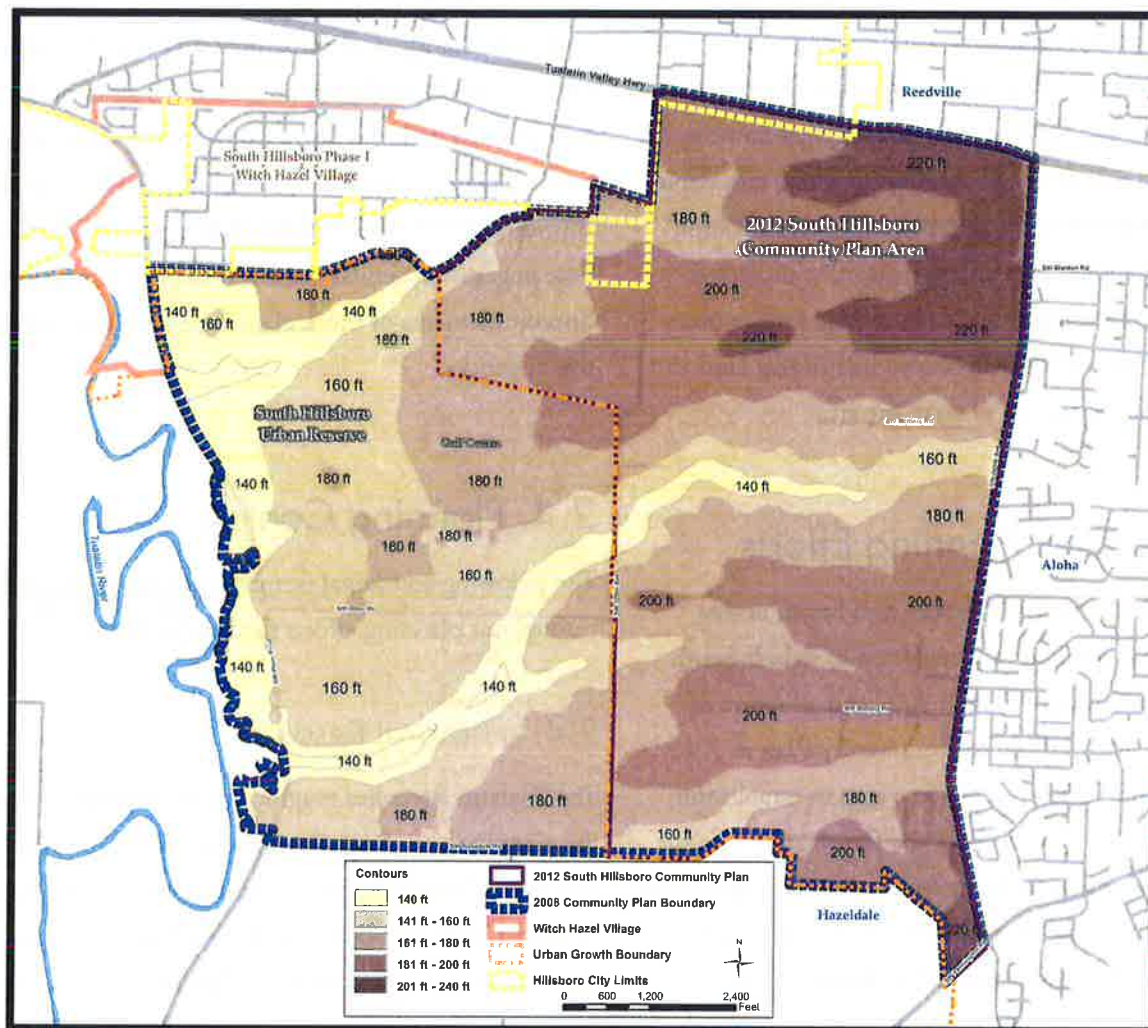 Tualatin Valley Hwy
Reedville
South Hillsboro Phase I
Witch Hazel Village
220 ft
180 ft
2012 South Hillsboro
(Community) Plan Area
200 ft
140 ft
160 ft
180 ft
140 ft
180 ft
180 ft
220 ft
220 ft
160 ft
South Hillsboro
Urban Reserve
Golf Course
160 ft
140 ft
180 ft
180 ft
140 ft
180 ft
180 ft
180 ft
160 ft
Tualatin River
Aloha
200 ft
200 ft
140 ft
160 ft
140 ft
200 ft
140 ft
180 ft
180 ft
180 ft
160 ft
200 ft
220 ft
Hazeldale
Contours
140 ft
141 ft - 160 ft
161 ft - 180 ft
181 ft - 200 ft
201 ft - 240 ft
2012 South Hillsboro Community Plan
2008 Community Plan Boundary
Witch Hazel Village
Urban Growth Boundary
Hillsboro City Limits
N
0 600 1,200 2,400
Feet